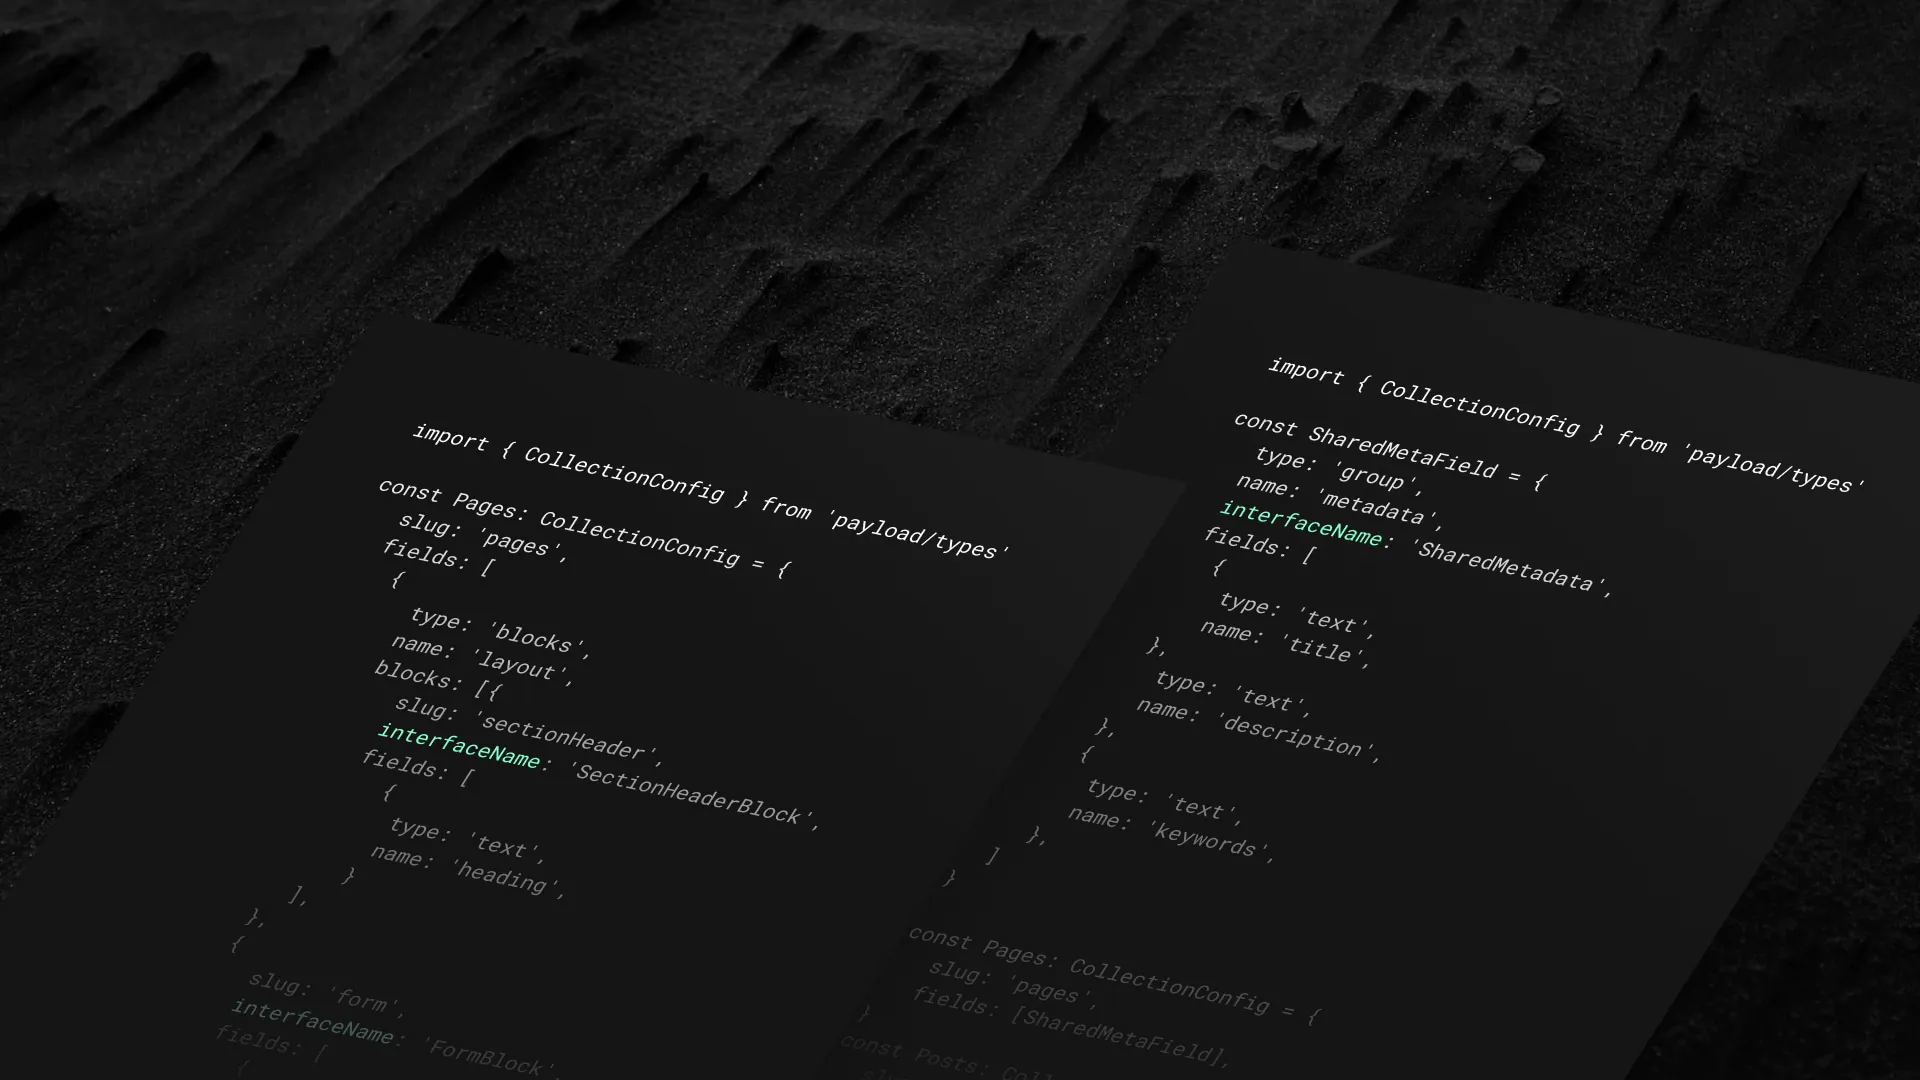 import { CollectionConfig } from 'payload/types'
const Pages: CollectionConfig = {
slug: 'pages',
fields: [
{
type: 'blocks',
name: 'layout',
blocks: [{
slug: 'sectionHeader',
interfaceName: 'SectionHeaderBlock',
fields: [
{
type: 'text',
name: 'heading',
}
],
},
{
slug: 'form',
interfaceName: 'FormBlock',
fields: [
{
import { CollectionConfig } from 'payload/types'
const SharedMetaField = {
type: 'group',
name: 'metadata',
interfaceName: 'SharedMetadata',
fields: [
{
type: 'text',
name: 'title',
},
type: 'text',
name: 'description',
},
{
type: 'text',
name: 'keywords',
},
]
}
const Pages: CollectionConfig = {
slug: 'pages',
fields: [SharedMetaField],
}
const Posts: